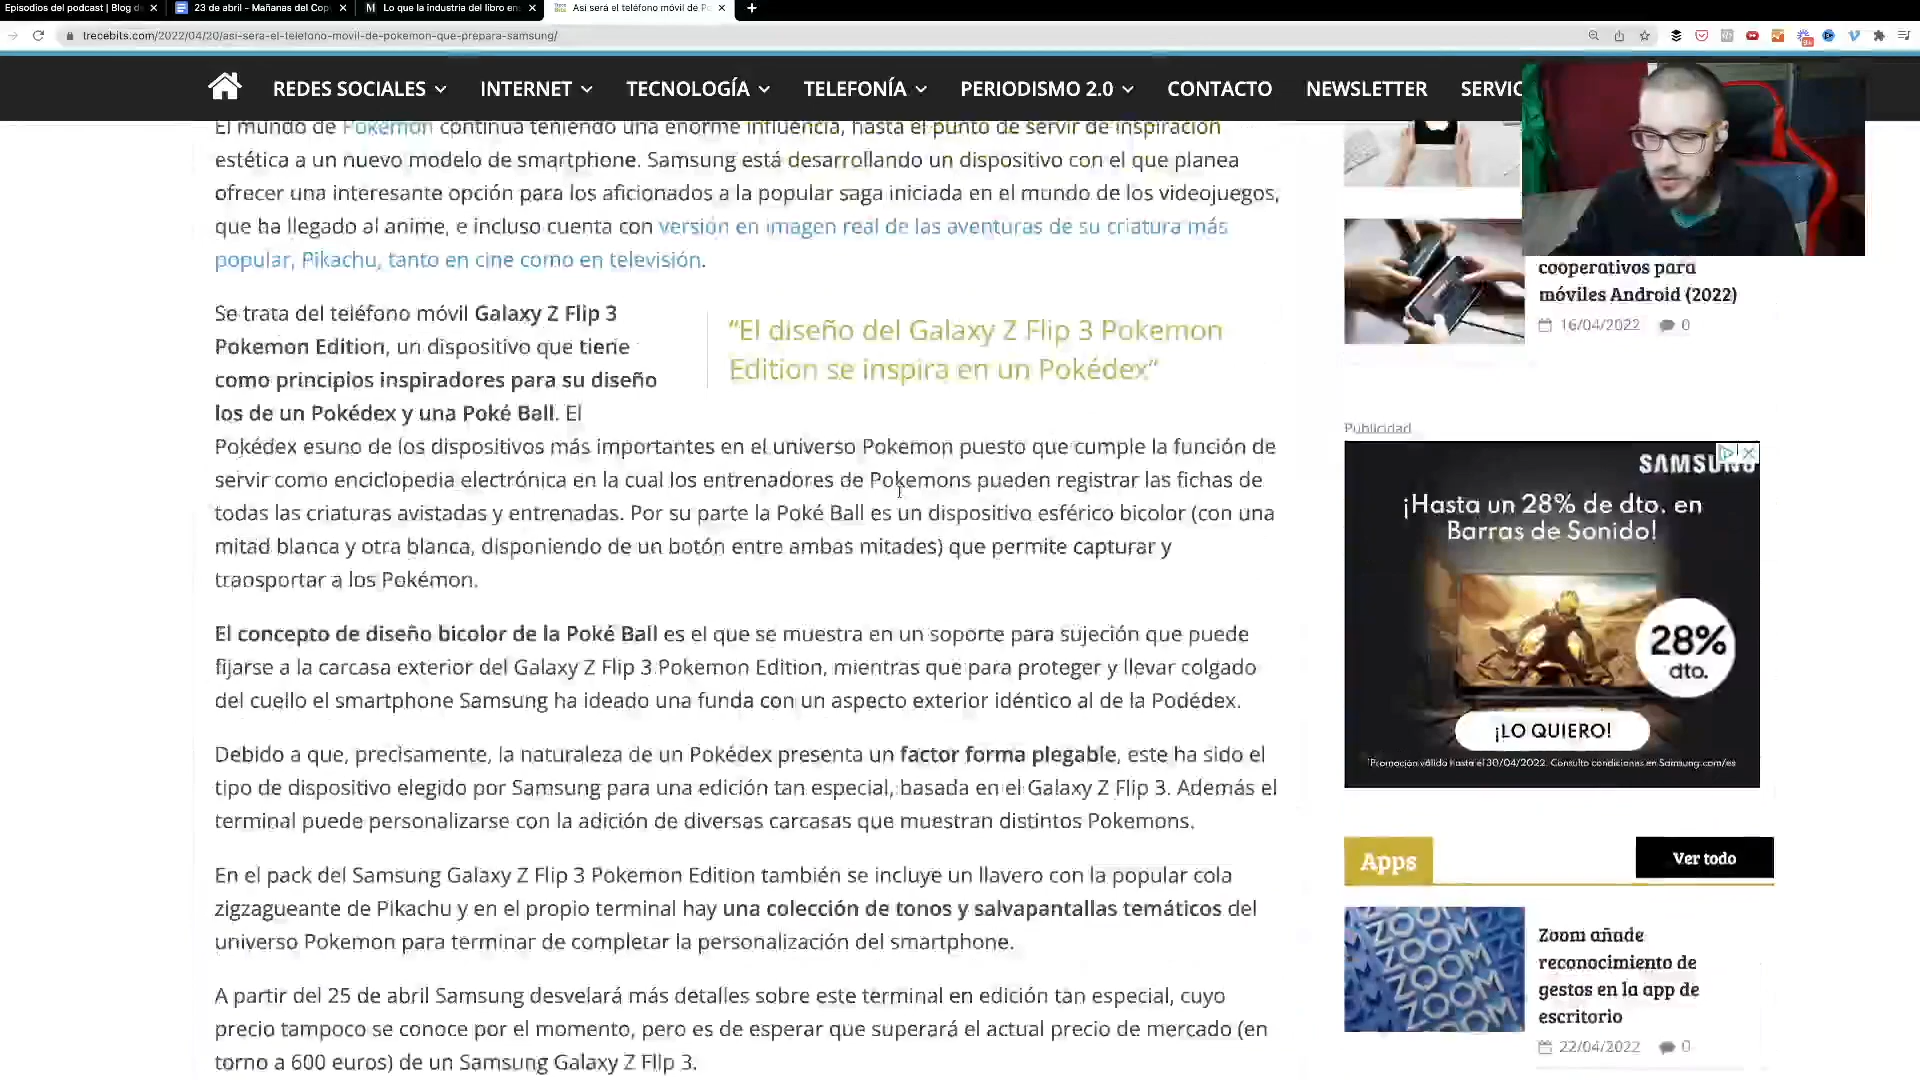 Episodios del podcast | Blog d
23 de abril - Mañanas del Cop
Lo que la industria del libro en
Así será el teléfono móvil de P
trecebits.com/2022/04/20/asi-sera-el-telefono-movil-de-pokemon-que-prepara-samsung/
REDES SOCIALES
INTERNET
TECNOLOGÍA
TELEFONÍA
PERIODISMO 2.0
CONTACTO
NEWSLETTER
SERVIC
El mundo de Pokémon continúa teniendo una enorme influencia, hasta el punto de servir de inspiración
estética a un nuevo modelo de smartphone. Samsung está desarrollando un dispositivo con el que planea
ofrecer una interesante opción para los aficionados a la popular saga iniciada en el mundo de los videojuegos,
que ha llegado al anime, e incluso cuenta con versión en imagen real de las aventuras de su criatura más
popular, Pikachu, tanto en cine como en televisión.
Se trata del teléfono móvil Galaxy Z Flip 3
Pokemon Edition, un dispositivo que tiene
como principios inspiradores para su diseño
los de un Pokédex y una Poké Ball. El
“El diseño del Galaxy Z Flip 3 Pokemon
Edition se inspira en un Pokédex”
Pokédex esuno de los dispositivos más importantes en el universo Pokemon puesto que cumple la función de
servir como enciclopedia electrónica en la cual los entrenadores de Pokemons pueden registrar las fichas de
todas las criaturas avistadas y entrenadas. Por su parte la Poké Ball es un dispositivo esférico bicolor (con una
mitad blanca y otra blanca, disponiendo de un botón entre ambas mitades) que permite capturar y
transportar a los Pokémon.
El concepto de diseño bicolor de la Poké Ball es el que se muestra en un soporte para sujeción que puede
fijarse a la carcasa exterior del Galaxy Z Flip 3 Pokemon Edition, mientras que para proteger y llevar colgado
del cuello el smartphone Samsung ha ideado una funda con un aspecto exterior idéntico al de la Podédex.
Debido a que, precisamente, la naturaleza de un Pokédex presenta un factor forma plegable, este ha sido el
tipo de dispositivo elegido por Samsung para una edición tan especial, basada en el Galaxy Z Flip 3. Además el
terminal puede personalizarse con la adición de diversas carcasas que muestran distintos Pokemons.
En el pack del Samsung Galaxy Z Flip 3 Pokemon Edition también se incluye un llavero con la popular cola
zigzagueante de Pikachu y en el propio terminal hay una colección de tonos y salvapantallas temáticos del
universo Pokemon para terminar de completar la personalización del smartphone.
A partir del 25 de abril Samsung desvelará más detalles sobre este terminal en edición tan especial, cuyo
precio tampoco se conoce por el momento, pero es de esperar que superará el actual precio de mercado (en
torno a 600 euros) de un Samsung Galaxy Z Flip 3.
cooperativos para
móviles Android (2022)
16/04/2022
0
Publicidad
SAMSUNG
¡Hasta un 28% de dto. en
Barras de Sonido!
28%
dto.
¡LO QUIERO!
*Promoción válida hasta el 30/04/2022. Consulta condiciones en Samsung.com/es
Apps
Ver todo
ZOOM
ZOOM
ZOOM
ZOOM
Zoom añade
reconocimiento de
gestos en la app de
escritorio
22/04/2022
0